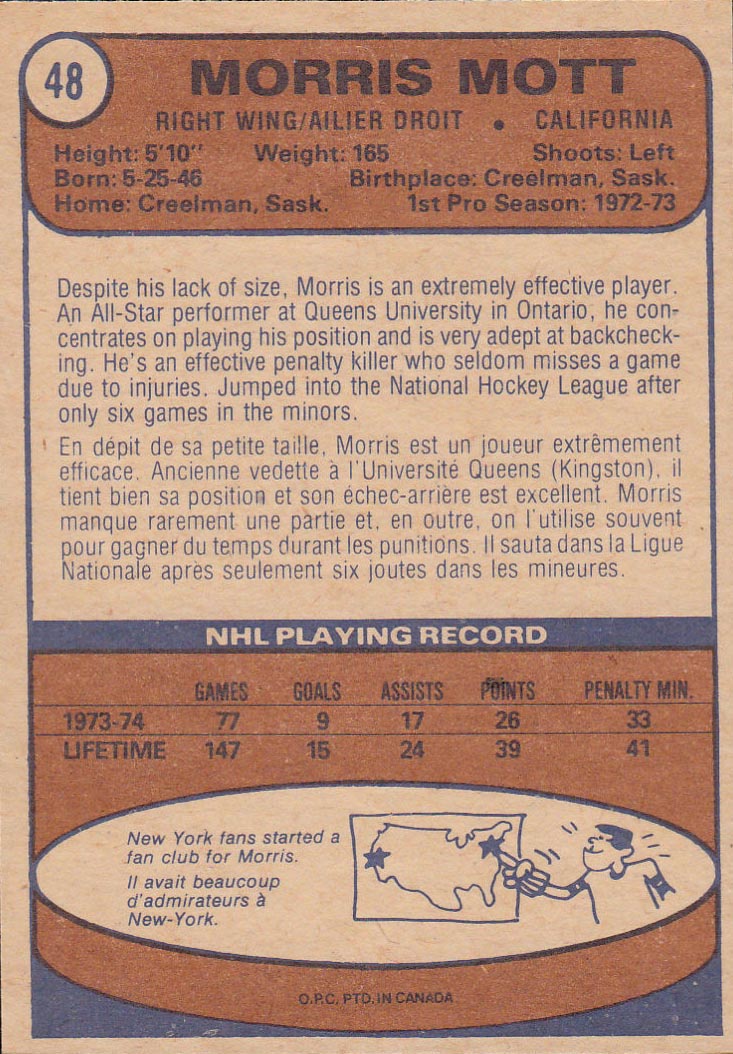 48
MORRIS MOTT
RIGHT WING/AILIER DROIT • CALIFORNIA
Height: 5'10" Weight: 165 Shoots: Left
Born: 5-25-46 Birthplace: Creelman, Sask.
Home: Creelman, Sask. 1st Pro Season: 1972-73
Despite his lack of size, Morris is an extremely effective player.
An All-Star performer at Queens University in Ontario, he con-
centrates on playing his position and is very adept at backcheck-
ing. He's an effective penalty killer who seldom misses a game
due to injuries. Jumped into the National Hockey League after
only six games in the minors.
En dépit de sa petite taille, Morris est un joueur extrêmement
efficace. Ancienne vedette à l'Université Queens (Kingston), il
tient bien sa position et son échec-arrière est excellent. Morris
manque rarement une partie et, en outre, on l'utilise souvent
pour gagner du temps durant les punitions. Il sauta dans la Ligue
Nationale après seulement six joutes dans les mineures.
NHL PLAYING RECORD
GAMES GOALS ASSISTS POINTS PENALTY MIN.
1973-74 77 9 17 26 33
LIFETIME 147 15 24 39 41
New York fans started a
fan club for Morris.
Il avait beaucoup
d'admirateurs à
New-York.
O.P.C. PTD. IN CANADA